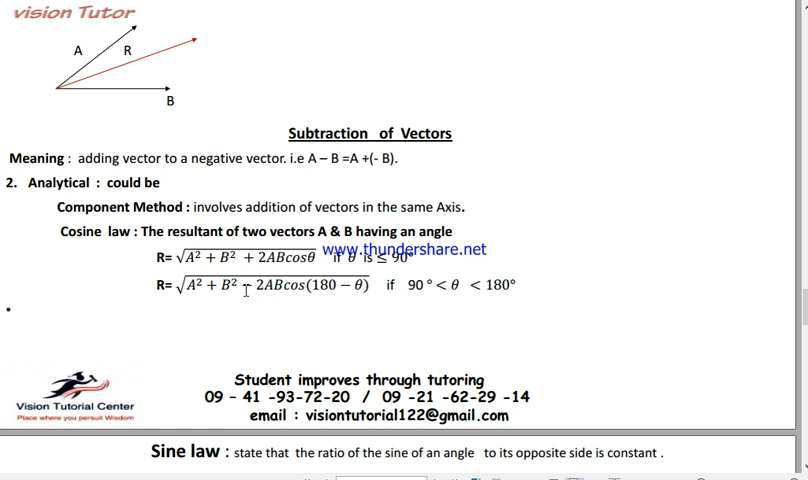 vision Tutor
A
R
B
Subtraction of Vectors
Meaning : adding vector to a negative vector. i.e A – B =A +(- B).
2. Analytical : could be
Component Method : involves addition of vectors in the same Axis.
Cosine law : The resultant of two vectors A & B having an angle
www.thundershare.net
R= √A² + B² + 2ABcosθ if θ is ≤ 90°
R= √A² + B² – 2ABcos(180 − θ) if 90 ° < θ < 180°
•
Student improves through tutoring
09 – 41 -93-72-20 / 09 -21 -62-29 -14
email : visiontutorial122@gmail.com
Vision Tutorial Center
Place where you persuit Wisdom
Sine law : state that the ratio of the sine of an angle to its opposite side is constant .